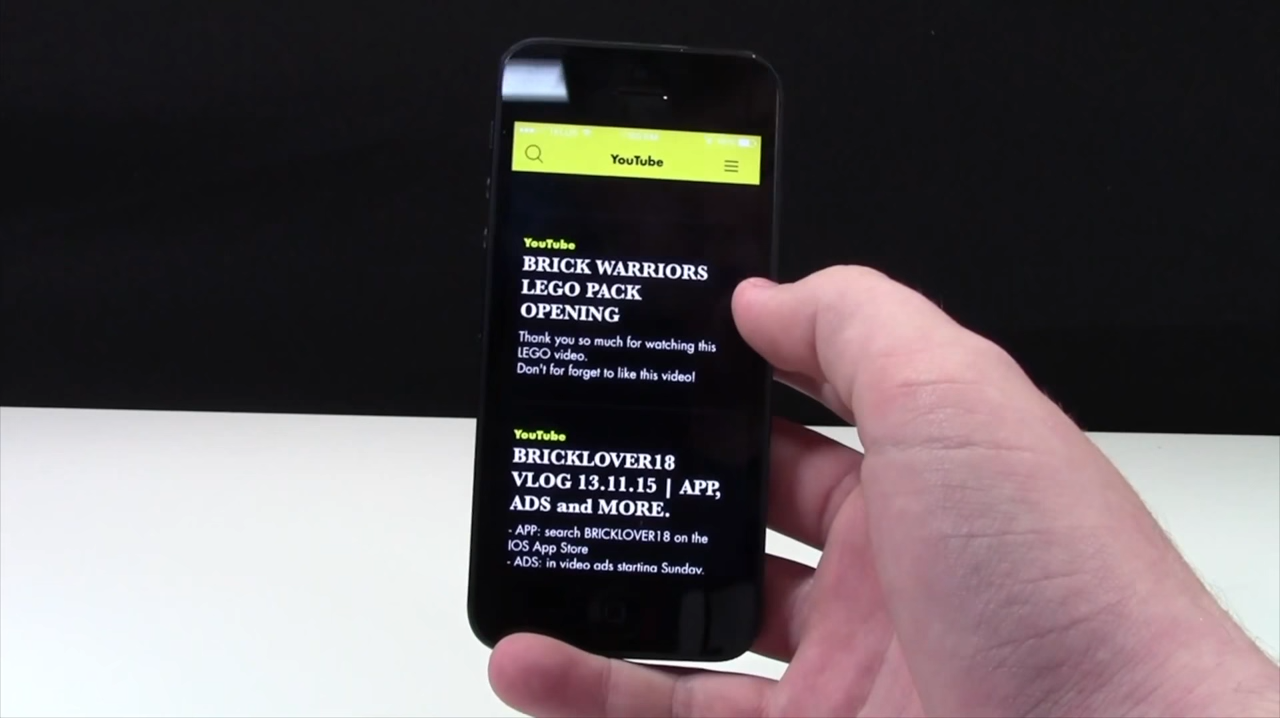 YouTube
YouTube
BRICK WARRIORS
LEGO PACK
OPENING
Thank you so much for watching this
LEGO video.
Don't for forget to like this video!
YouTube
BRICKLOVER18
VLOG 13.11.15 | APP,
ADS and MORE.
- APP: search BRICKLOVER18 on the
IOS App Store
- ADS: in video ads starting Sunday.